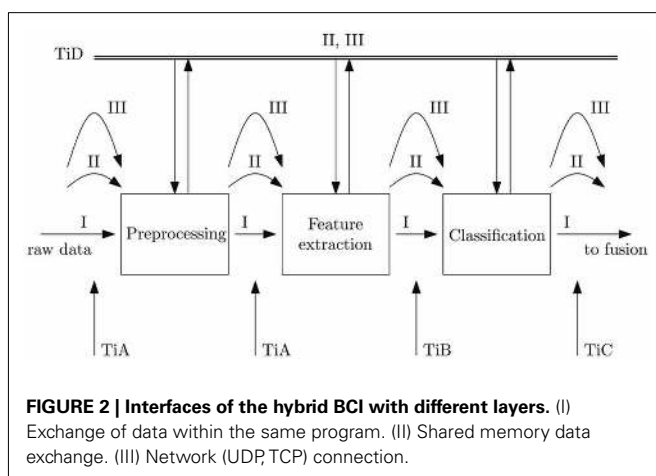 II, III
TiD
III III III III
II II II II
I Preprocessing I Feature extraction I Classification I
raw data to fusion
TiA TiA TiB TiC
FIGURE 2 | Interfaces of the hybrid BCI with different layers. (I)
Exchange of data within the same program. (II) Shared memory data
exchange. (III) Network (UDP, TCP) connection.